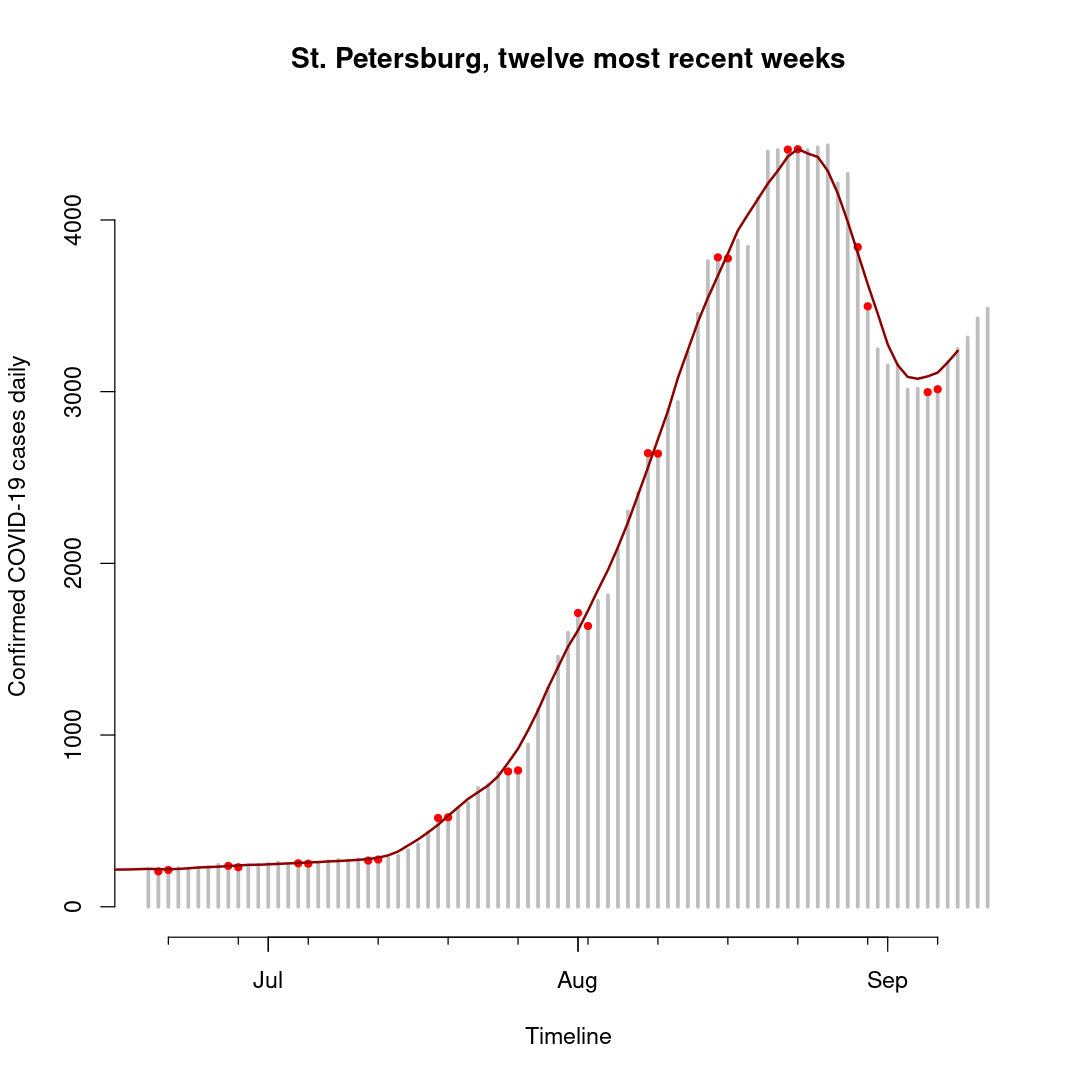 St. Petersburg, twelve most recent weeks
Confirmed COVID-19 cases daily
4000
3000
2000
1000
0
Jul Aug Sep
Timeline